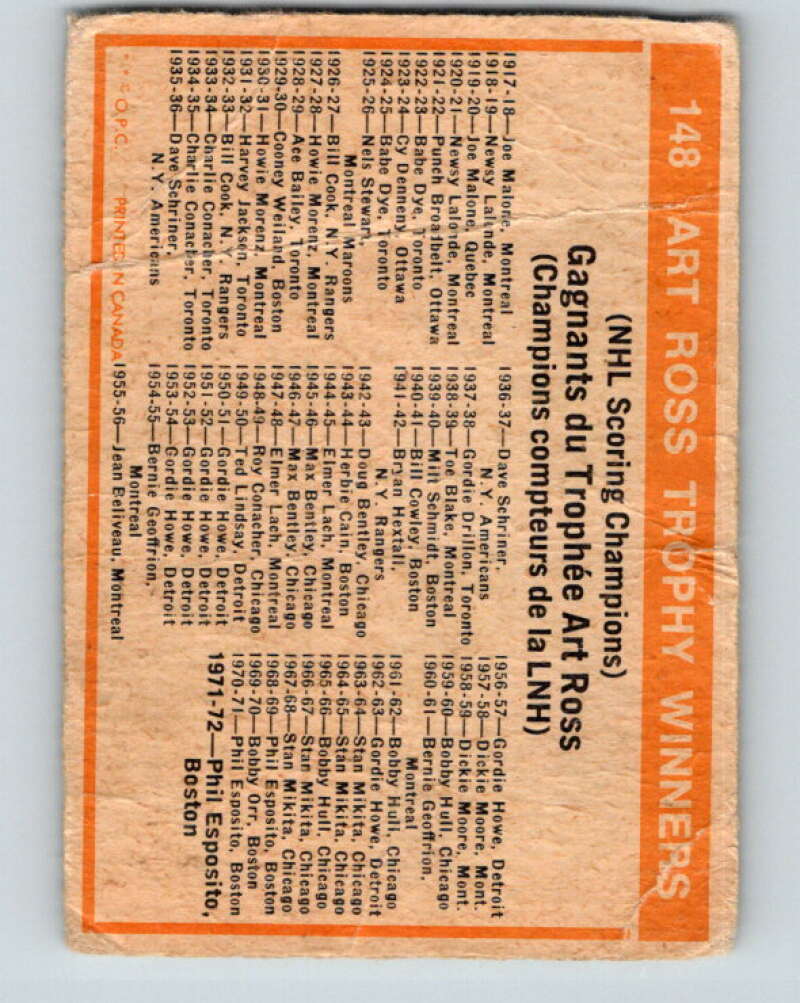 148 ART ROSS TROPHY WINNERS
(NHL Scoring Champions)
Gagnants du Trophée Art Ross
(Champions compteurs de la LNH)
1917-18—Joe Malone, Montreal
1918-19—Newsy Lalonde, Montreal
1919-20—Joe Malone, Quebec
1920-21—Newsy Lalonde, Montreal
1921-22—Punch Broadbelt, Ottawa
1922-23—Babe Dye, Toronto
1923-24—Cy Denneny, Ottawa
1924-25—Babe Dye, Toronto
1925-26—Nels Stewart,
Montreal Maroons
1926-27—Bill Cook, N.Y. Rangers
1927-28—Howie Morenz, Montreal
1928-29—Ace Bailey, Toronto
1929-30—Cooney Weiland, Boston
1930-31—Howie Morenz, Montreal
1931-32—Harvey Jackson, Toronto
1932-33—Bill Cook, N.Y. Rangers
1933-34—Charlie Conacher, Toronto
1934-35—Charlie Conacher, Toronto
1935-36—Dave Schriner,
N.Y. Americans
1936-37—Dave Schriner,
N.Y. Americans
1937-38—Gordie Drillon, Toronto
1938-39—Toe Blake, Montreal
1939-40—Milt Schmidt, Boston
1940-41—Bill Cowley, Boston
1941-42—Bryan Hextall,
N.Y. Rangers
1942-43—Doug Bentley, Chicago
1943-44—Herbie Cain, Boston
1944-45—Elmer Lach, Montreal
1945-46—Max Bentley, Chicago
1946-47—Max Bentley, Chicago
1947-48—Elmer Lach, Montreal
1948-49—Roy Conacher, Chicago
1949-50—Ted Lindsay, Detroit
1950-51—Gordie Howe, Detroit
1951-52—Gordie Howe, Detroit
1952-53—Gordie Howe, Detroit
1953-54—Gordie Howe, Detroit
1954-55—Bernie Geoffrion,
Montreal
1955-56—Jean Beliveau, Montreal
1956-57—Gordie Howe, Detroit
1957-58—Dickie Moore, Mont.
1958-59—Dickie Moore, Mont.
1959-60—Bobby Hull, Chicago
1960-61—Bernie Geoffrion,
Montreal
1961-62—Bobby Hull, Chicago
1962-63—Gordie Howe, Detroit
1963-64—Stan Mikita, Chicago
1964-65—Stan Mikita, Chicago
1965-66—Bobby Hull, Chicago
1966-67—Stan Mikita, Chicago
1967-68—Stan Mikita, Chicago
1968-69—Phil Esposito, Boston
1969-70—Bobby Orr, Boston
1970-71—Phil Esposito, Boston
1971-72—Phil Esposito,
Boston
© O.P.C. PRINTED IN CANADA